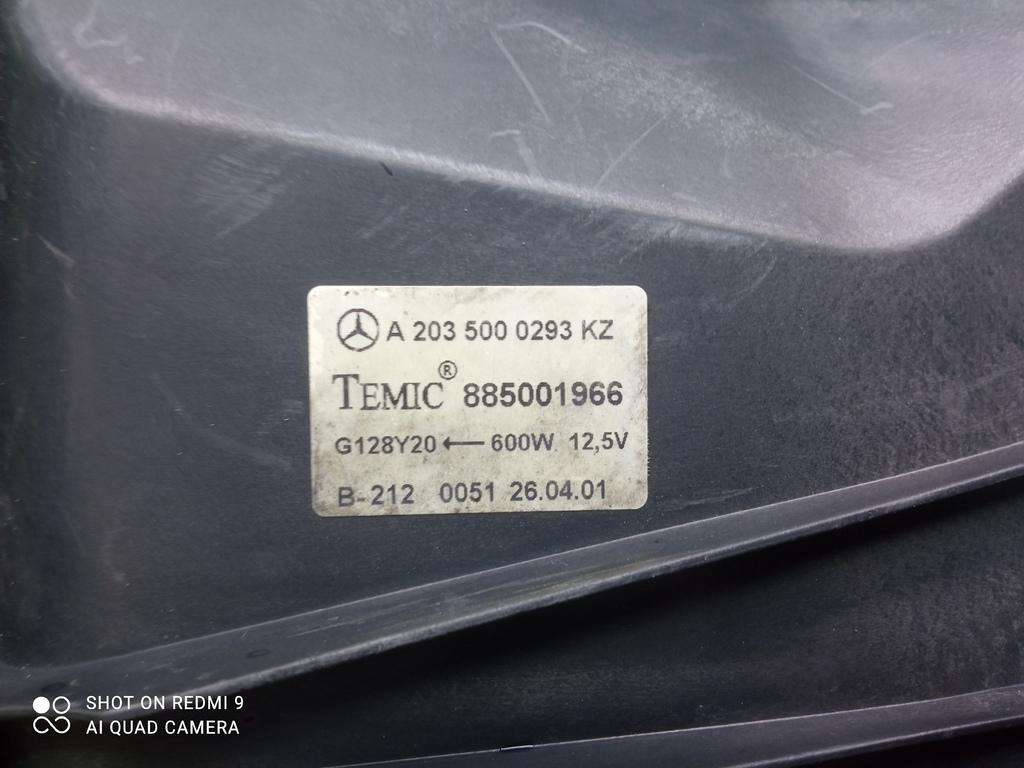 A 203 500 0293 KZ
TEMIC® 885001966
G128Y20 ← 600W 12,5V
B-212 0051 26.04.01
SHOT ON REDMI 9
AI QUAD CAMERA